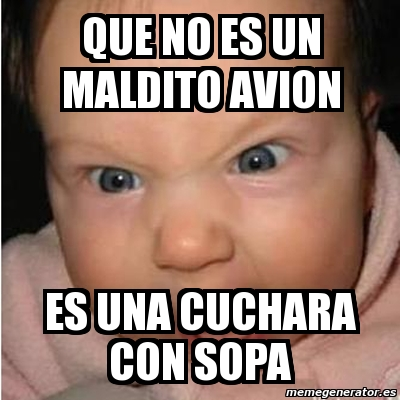 QUE NO ES UN
MALDITO AVION
ES UNA CUCHARA
CON SOPA
memegenerator.es